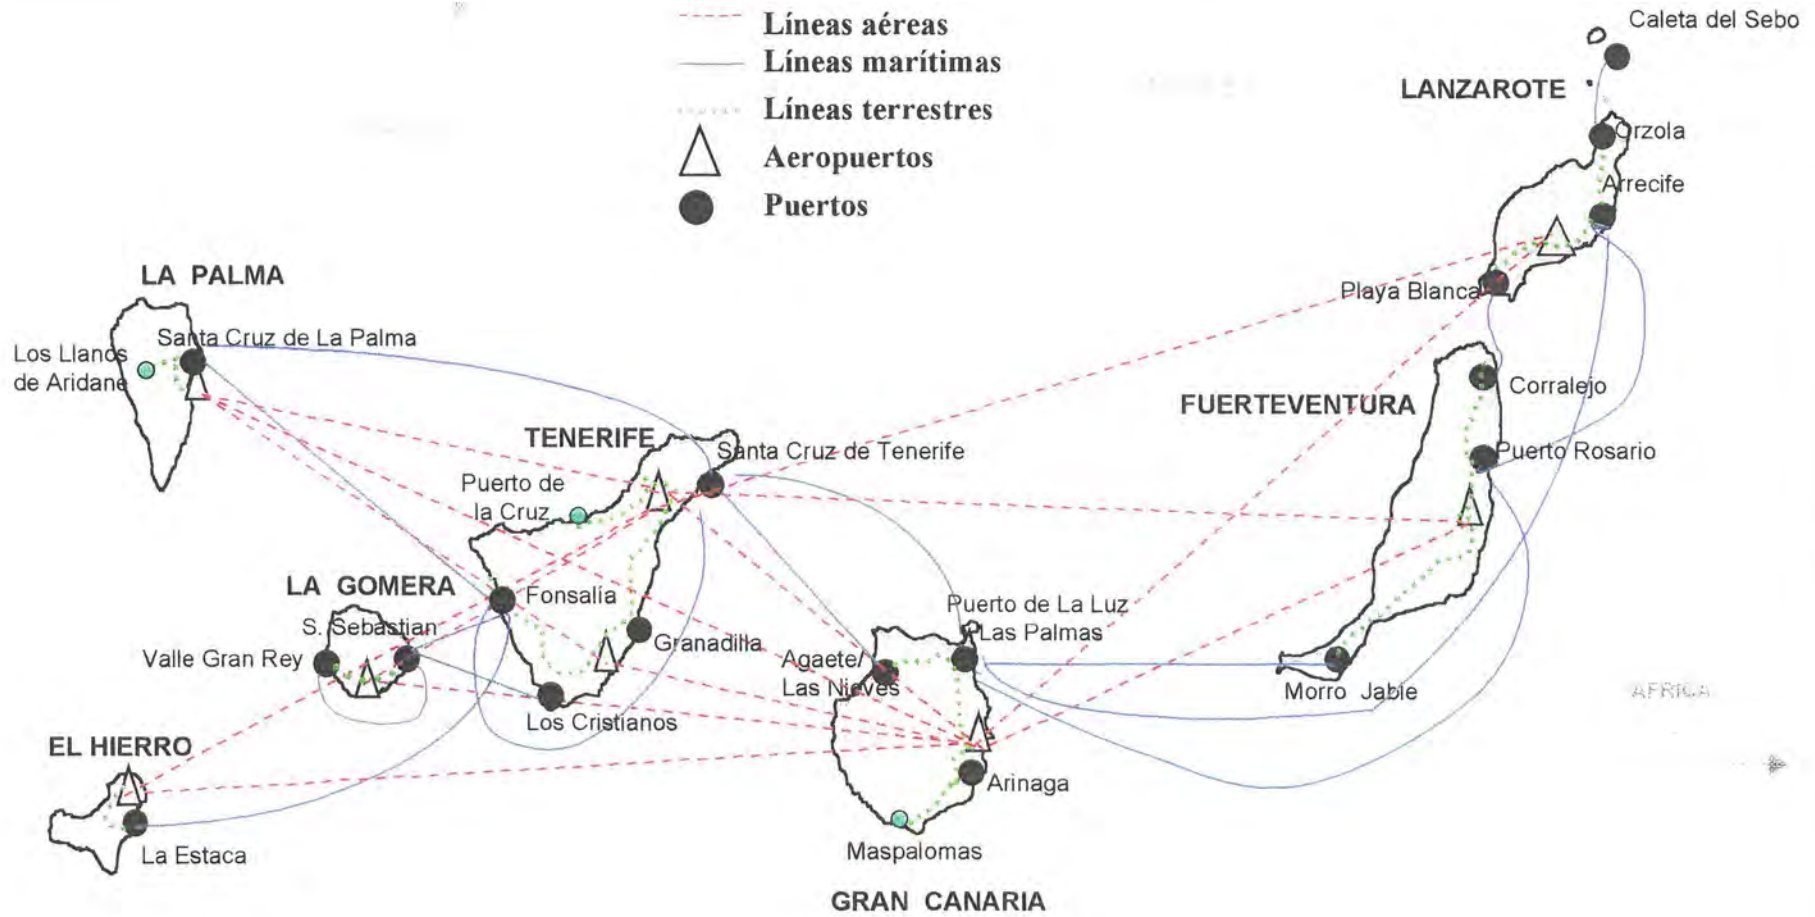 Líneas aéreas
Líneas marítimas
Líneas terrestres
Aeropuertos
Puertos
Caleta del Sebo
LANZAROTE
Orzola
Arrecife
Playa Blanca
LA PALMA
Santa Cruz de La Palma
Los Llanos
de Aridane
FUERTEVENTURA
Corralejo
Puerto Rosario
Morro Jable
TENERIFE
Santa Cruz de Tenerife
Puerto de
la Cruz
Fonsalía
Granadilla
Los Cristianos
LA GOMERA
S. Sebastian
Valle Gran Rey
Puerto de La Luz
Las Palmas
Agaete/
Las Nieves
Arinaga
Maspalomas
GRAN CANARIA
EL HIERRO
La Estaca
AFRICA